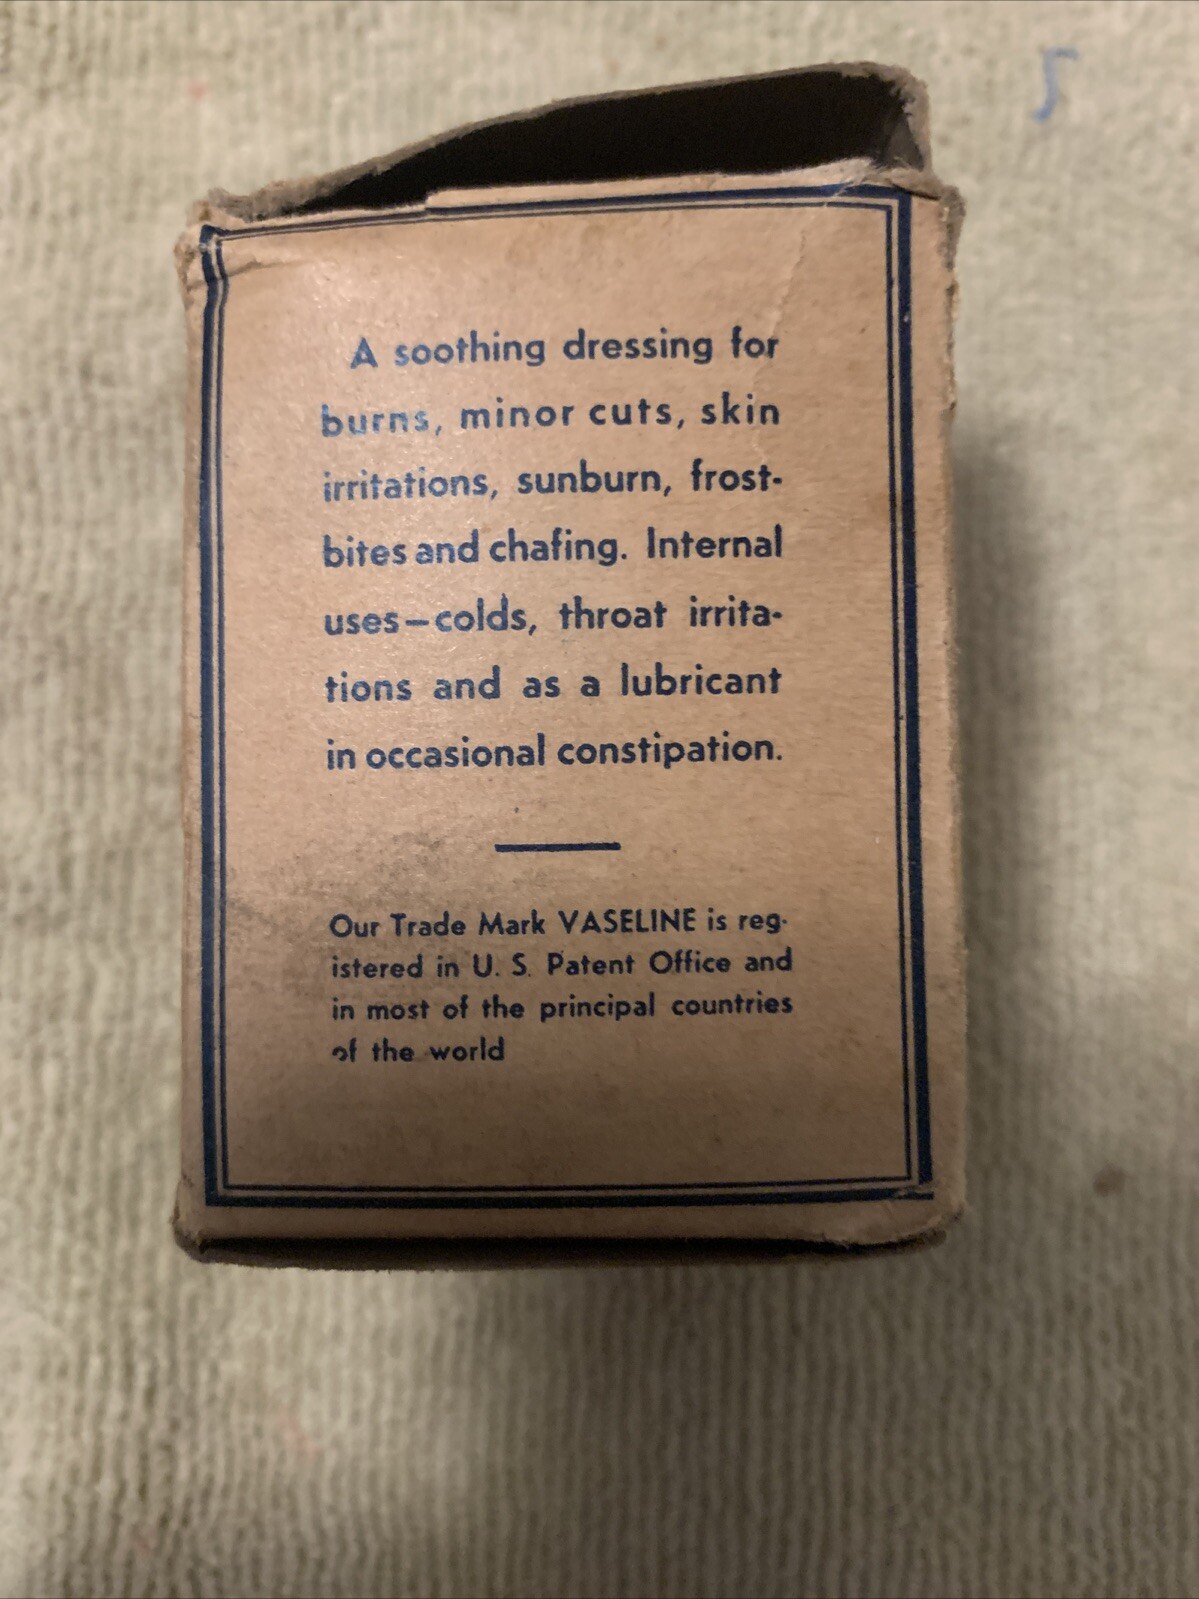 A soothing dressing for
burns, minor cuts, skin
irritations, sunburn, frost-
bites and chafing. Internal
uses—colds, throat irrita-
tions and as a lubricant
in occasional constipation.
Our Trade Mark VASELINE is reg-
istered in U. S. Patent Office and
in most of the principal countries
of the world